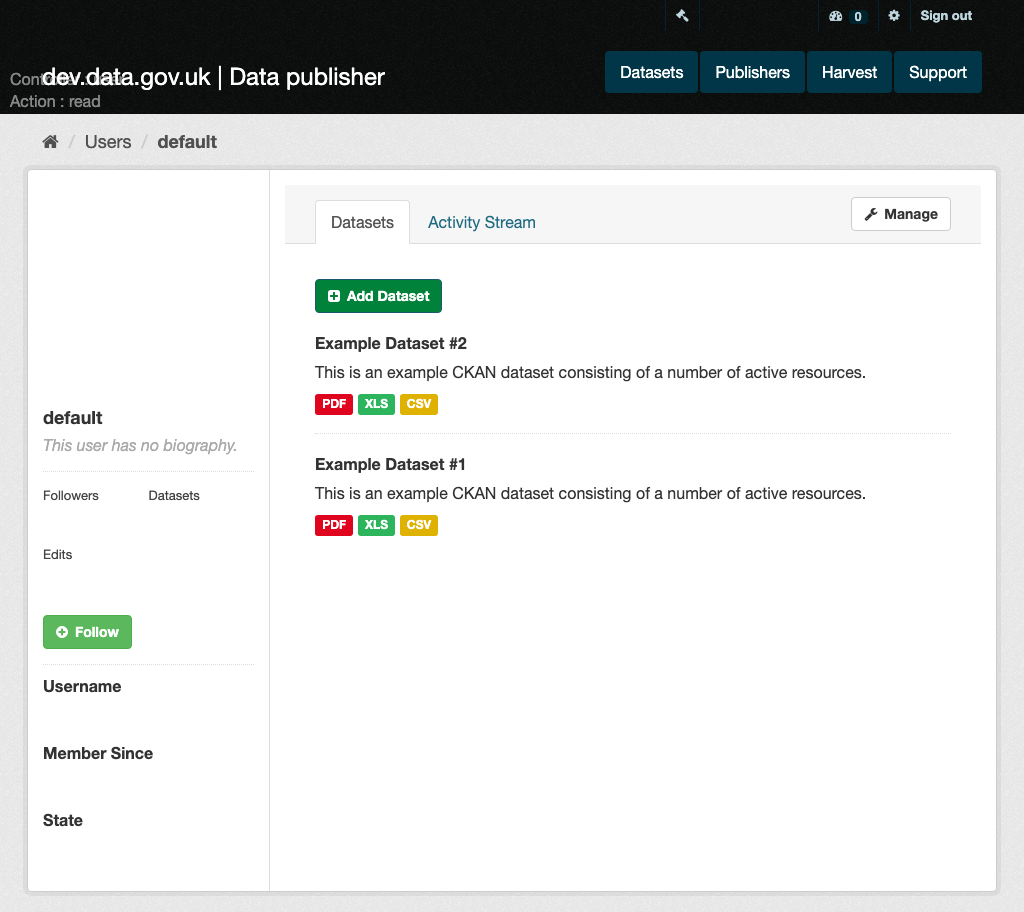 0 Sign out
dev.data.gov.uk | Data publisher
Datasets Publishers Harvest Support
Action : read
/ Users / default
Datasets Activity Stream Manage
Add Dataset
Example Dataset #2
This is an example CKAN dataset consisting of a number of active resources.
PDF XLS CSV
Example Dataset #1
This is an example CKAN dataset consisting of a number of active resources.
PDF XLS CSV
default
This user has no biography.
Followers Datasets
Edits
Follow
Username
Member Since
State